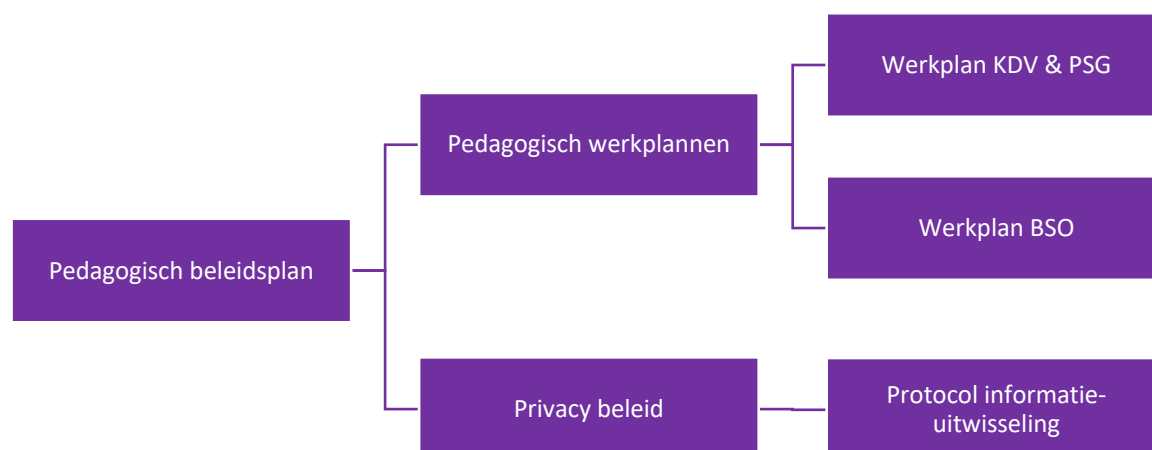 Pedagogisch beleidsplan
Pedagogisch werkplannen
Werkplan KDV & PSG
Werkplan BSO
Privacy beleid
Protocol informatie-
uitwisseling